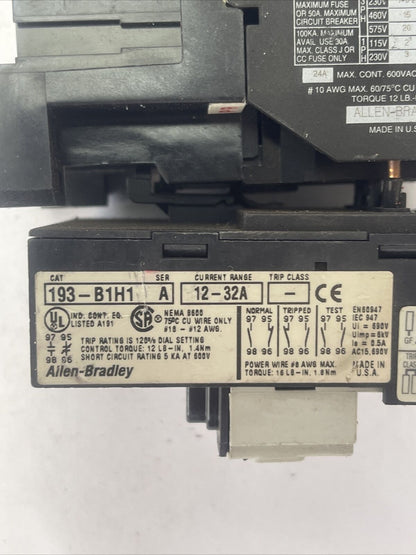 MAXIMUM FUSE
OR 50A. MAXIMUM
CIRCUIT BREAKER
100KA. MAXIMUM
AVAIL. USE 30A
MAX. CLASS J OR
CC FUSE ONLY
3 230V
P 460V
H 575V 20
1 115V 2
P 230V
H
24A MAX. CONT. 600VAC
#10 AWG MAX. 60/75°C CU
TORQUE 12 LB.-
ALLEN-BRA
MADE IN U.S
CAT SER CURRENT RANGE TRIP CLASS
193-B1H1 A 12-32A - CE
UL IND. CONT. EQ.
LISTED A191
SA NEMA B600
75°C CU WIRE ONLY
#18 - #12 AWG.
NORMAL TRIPPED TEST
97 95 97 95 97 95
98 96 98 96 98 96
EN60947
IEC 947
Ui = 690V
Uimp = 6kV
Ie = 0.5A
AC15,690V
97 95
98 96
TRIP RATING IS 120% DIAL SETTING
CONTROL TORQUE: 12 LB-IN, 1.4Nm
SHORT CIRCUIT RATING 5 KA AT 600V
POWER WIRE #8 AWG MAX.
TORQUE: 16 LB-IN, 1.8Nm
MADE IN
U.S.A.
Allen-Bradley